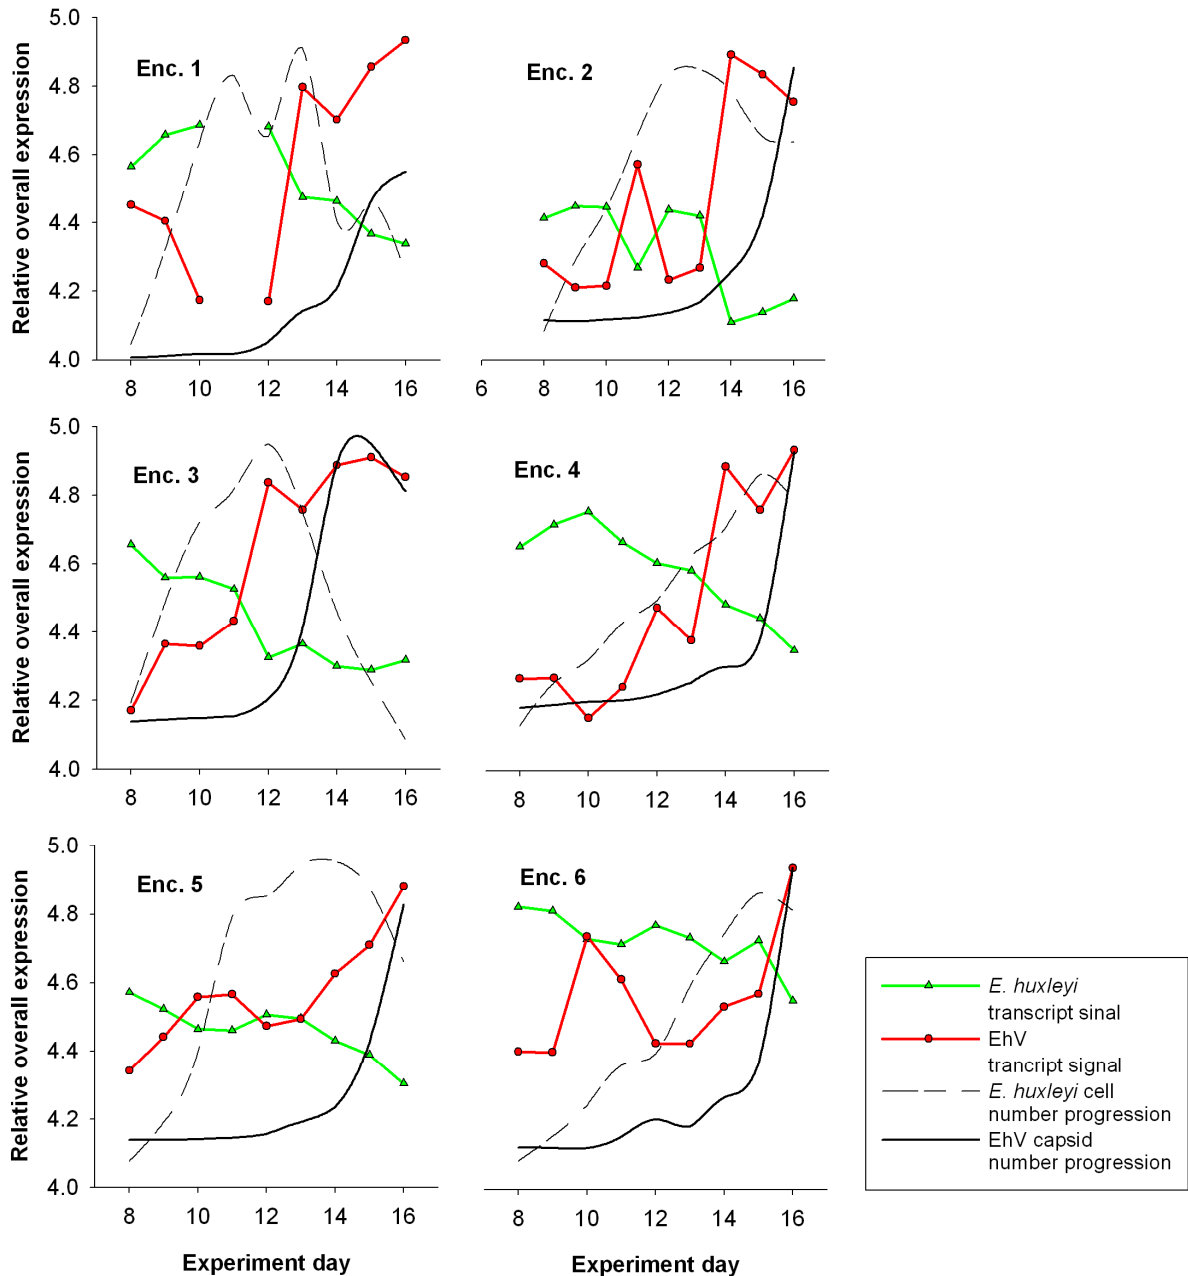 Relative overall expression
5.0
4.8
4.6
4.4
4.2
4.0
Enc. 1
8 10 12 14 16
Enc. 2
6 8 10 12 14 16
Relative overall expression
5.0
4.8
4.6
4.4
4.2
4.0
Enc. 3
8 10 12 14 16
Enc. 4
8 10 12 14 16
Relative overall expression
5.0
4.8
4.6
4.4
4.2
4.0
Enc. 5
8 10 12 14 16
Experiment day
Enc. 6
8 10 12 14 16
Experiment day
E. huxleyi
transcript sinal
EhV
trancript signal
E. huxleyi cell
number progression
EhV capsid
number progression